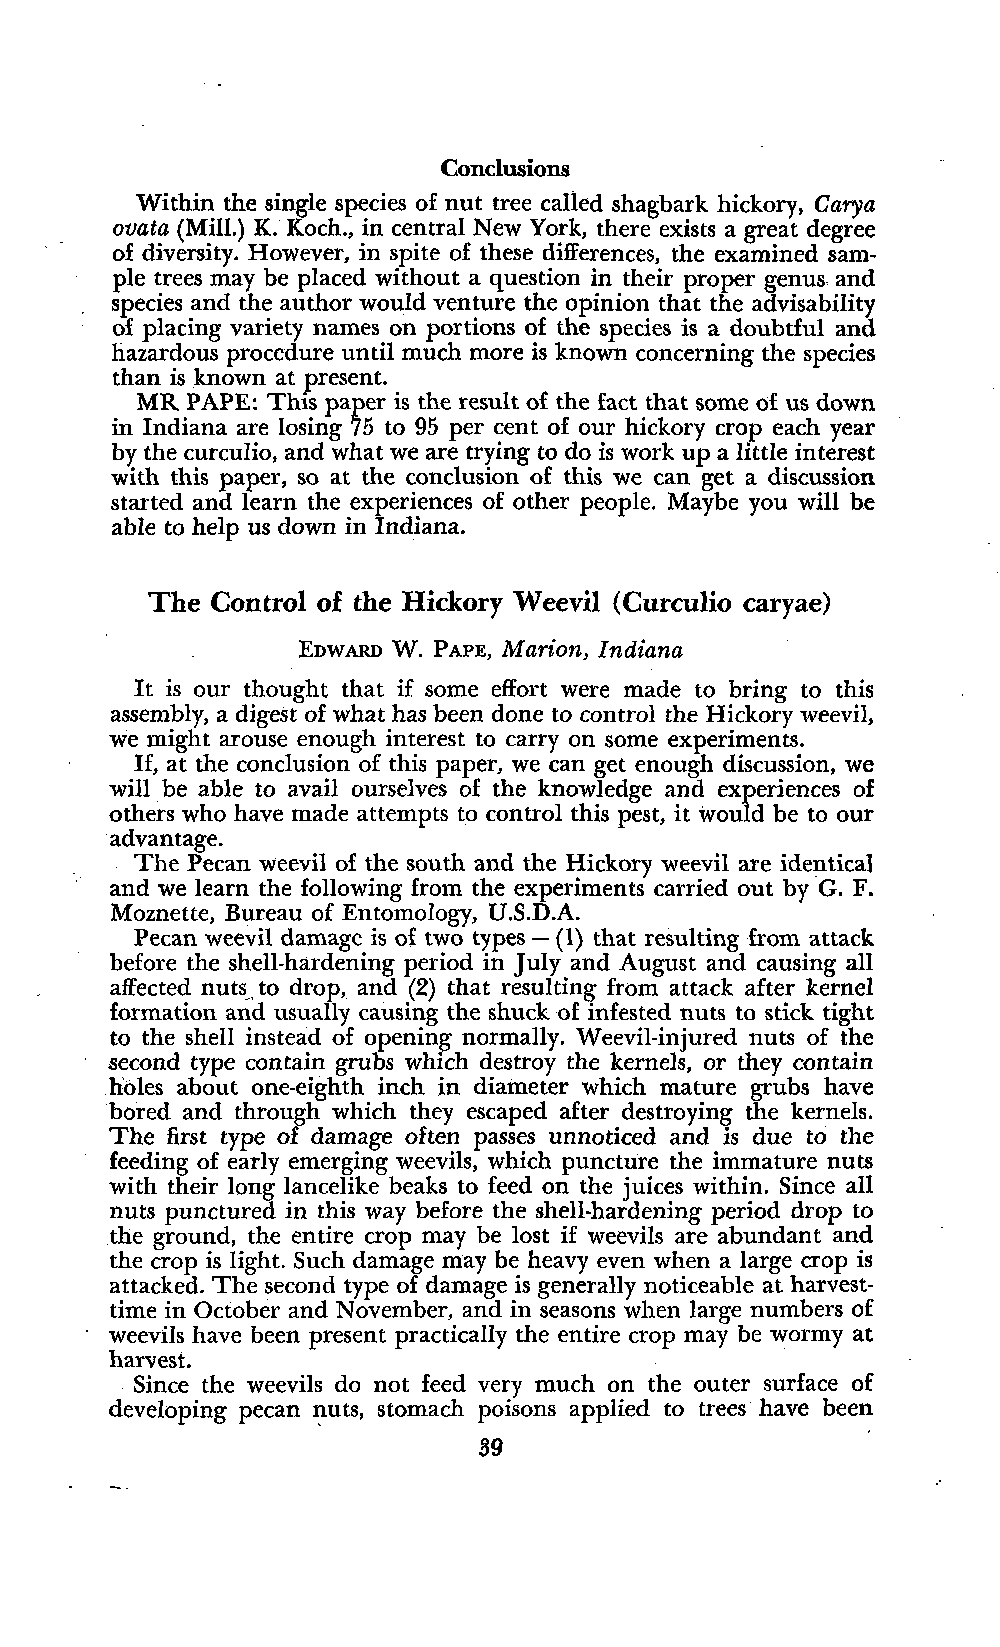 Conclusions
Within the single species of nut tree called shagbark hickory, Carya
ovata (Mill.) K. Koch., in central New York, there exists a great degree
of diversity. However, in spite of these differences, the examined sam-
ple trees may be placed without a question in their proper genus and
species and the author would venture the opinion that the advisability
of placing variety names on portions of the species is a doubtful and
hazardous procedure until much more is known concerning the species
than is known at present.
MR PAPE: This paper is the result of the fact that some of us down
in Indiana are losing 75 to 95 per cent of our hickory crop each year
by the curculio, and what we are trying to do is work up a little interest
with this paper, so at the conclusion of this we can get a discussion
started and learn the experiences of other people. Maybe you will be
able to help us down in Indiana.
The Control of the Hickory Weevil (Curculio caryae)
EDWARD W. PAPE, Marion, Indiana
It is our thought that if some effort were made to bring to this
assembly, a digest of what has been done to control the Hickory weevil,
we might arouse enough interest to carry on some experiments.
If, at the conclusion of this paper, we can get enough discussion, we
will be able to avail ourselves of the knowledge and experiences of
others who have made attempts to control this pest, it would be to our
advantage.
The Pecan weevil of the south and the Hickory weevil are identical
and we learn the following from the experiments carried out by G. F.
Moznette, Bureau of Entomology, U.S.D.A.
Pecan weevil damage is of two types — (1) that resulting from attack
before the shell-hardening period in July and August and causing all
affected nuts to drop, and (2) that resulting from attack after kernel
formation and usually causing the shuck of infested nuts to stick tight
to the shell instead of opening normally. Weevil-injured nuts of the
second type contain grubs which destroy the kernels, or they contain
holes about one-eighth inch in diameter which mature grubs have
bored and through which they escaped after destroying the kernels.
The first type of damage often passes unnoticed and is due to the
feeding of early emerging weevils, which puncture the immature nuts
with their long lancelike beaks to feed on the juices within. Since all
nuts punctured in this way before the shell-hardening period drop to
the ground, the entire crop may be lost if weevils are abundant and
the crop is light. Such damage may be heavy even when a large crop is
attacked. The second type of damage is generally noticeable at harvest-
time in October and November, and in seasons when large numbers of
weevils have been present practically the entire crop may be wormy at
harvest.
Since the weevils do not feed very much on the outer surface of
developing pecan nuts, stomach poisons applied to trees have been
39